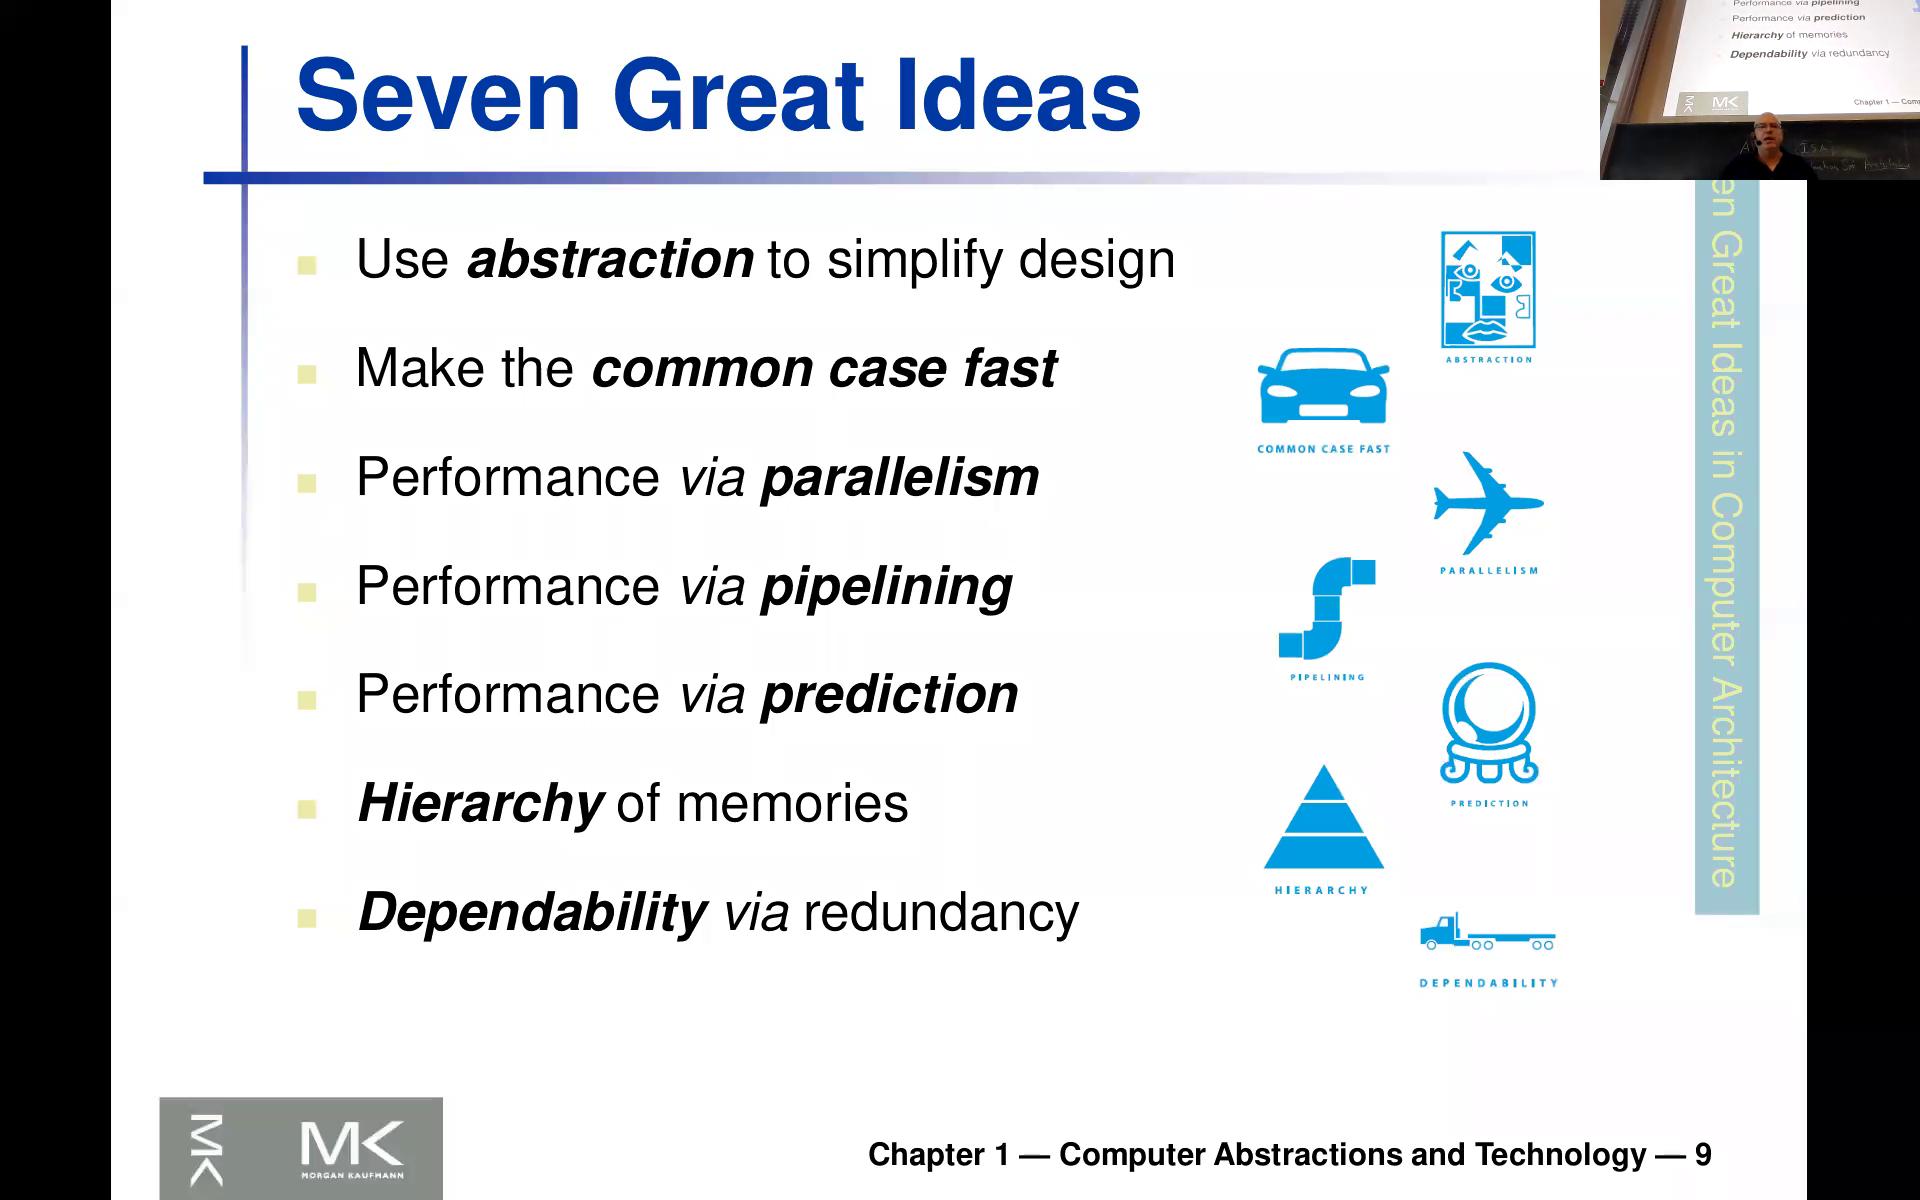 Seven Great Ideas
Use abstraction to simplify design
Make the common case fast
Performance via parallelism
Performance via pipelining
Performance via prediction
Hierarchy of memories
Dependability via redundancy
ABSTRACTION
COMMON CASE FAST
PARALLELISM
PIPELINING
PREDICTION
HIERARCHY
DEPENDABILITY
en Great Ideas in Computer Architecture
MK
MK
MORGAN KAUFMANN
Chapter 1 — Computer Abstractions and Technology — 9
Performance via pipelining
Performance via prediction
Hierarchy of memories
Dependability via redundancy
MK
MK
Chapter 1 — Com
ISA